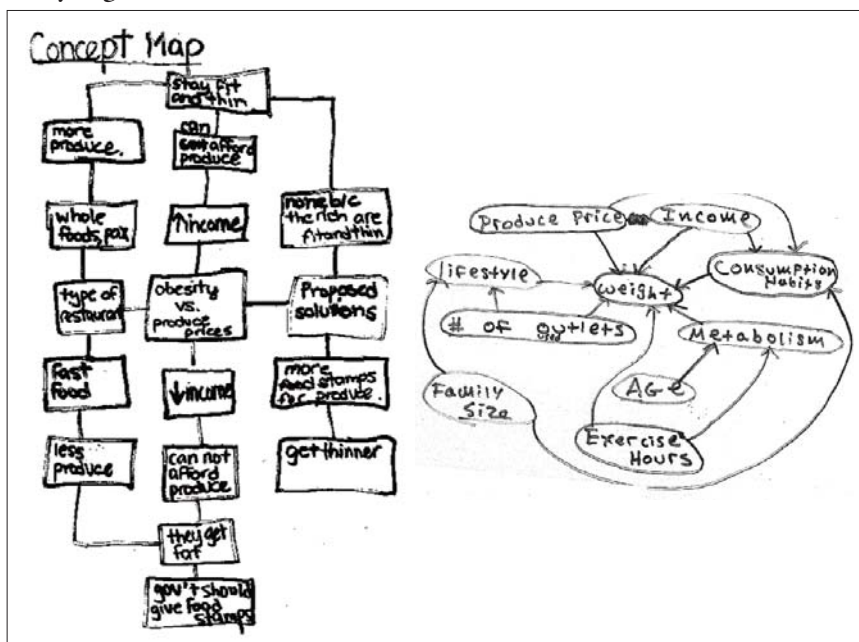 Concept Map
stay fit
and thin
more
produce.
can
afford
produce
whole
foods, pax
↑income
none b/c
the rich are
fit and thin
type of
restaurant
obesity
vs.
produce
prices
Proposed
solutions
fast
food
↓income
more
food stamps
for produce.
less
produce
can not
afford
produce
get thinner
they get
fat
gov't should
give food
stamps
Produce Price
Income
lifestyle
weight
Consumption
Habits
# of outlets
Metabolism
Family
Size
AGe
Exercise
Hours